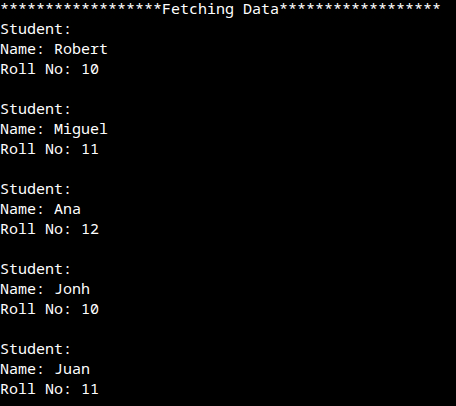 ******************Fetching Data******************
Student:
Name: Robert
Roll No: 10
Student:
Name: Miguel
Roll No: 11
Student:
Name: Ana
Roll No: 12
Student:
Name: Jonh
Roll No: 10
Student:
Name: Juan
Roll No: 11